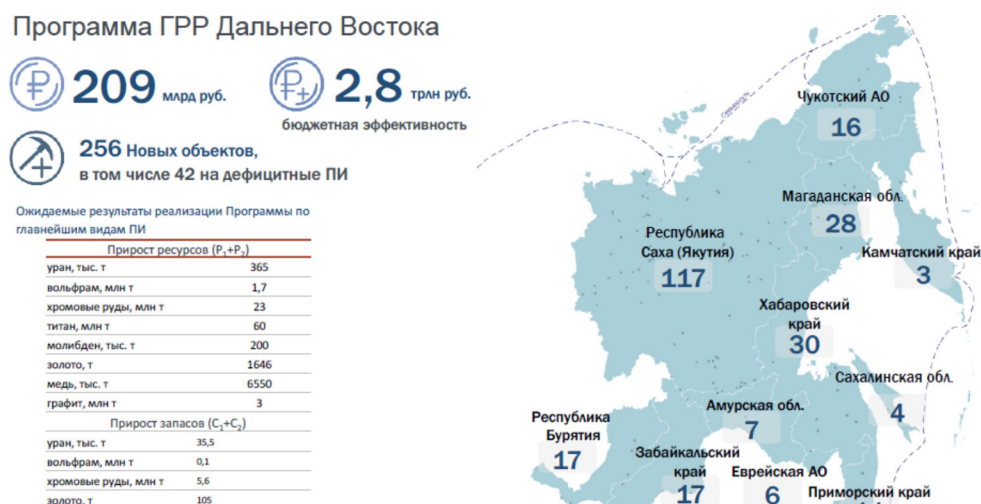 Программа ГРР Дальнего Востока
209 млрд руб.
2,8 трлн руб.
бюджетная эффективность
256 Новых объектов,
в том числе 42 на дефицитные ПИ
Ожидаемые результаты реализации Программы по
главнейшим видам ПИ
Прирост ресурсов (P₁+P₂)
уран, тыс. т 365
вольфрам, млн т 1,7
хромовые руды, млн т 23
титан, млн т 60
молибден, тыс. т 200
золото, т 1646
медь, тыс. т 6550
графит, млн т 3
Прирост запасов (C₁+C₂)
уран, тыс. т 35,5
вольфрам, млн т 0,1
хромовые руды, млн т 5,6
золото, т 105
Чукотский АО
16
Магаданская обл.
28
Республика
Саха (Якутия)
117
Камчатский край
3
Хабаровский
край
30
Сахалинская обл.
4
Амурская обл.
7
Республика
Бурятия
17
Забайкальский
край
17
Еврейская АО
6
Приморский край